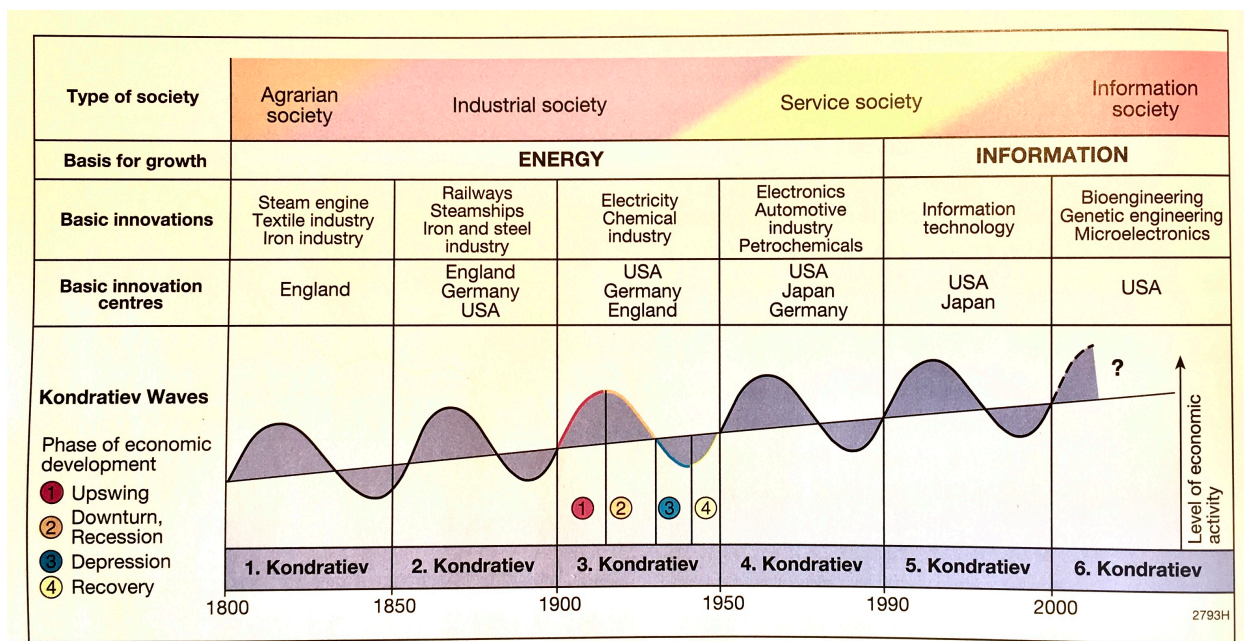 Type of society
Agrarian
society
Industrial society
Service society
Information
society
Basis for growth
ENERGY
INFORMATION
Basic innovations
Steam engine
Textile industry
Iron industry
Railways
Steamships
Iron and steel
industry
Electricity
Chemical
industry
Electronics
Automotive
industry
Petrochemicals
Information
technology
Bioengineering
Genetic engineering
Microelectronics
Basic innovation
centres
England
England
Germany
USA
USA
Germany
England
USA
Japan
Germany
USA
Japan
USA
Kondratiev Waves
Phase of economic
development
1 Upswing
2 Downturn,
Recession
3 Depression
4 Recovery
1
2
3
4
?
Level of economic
activity
1. Kondratiev
2. Kondratiev
3. Kondratiev
4. Kondratiev
5. Kondratiev
6. Kondratiev
1800
1850
1900
1950
1990
2000
2793H